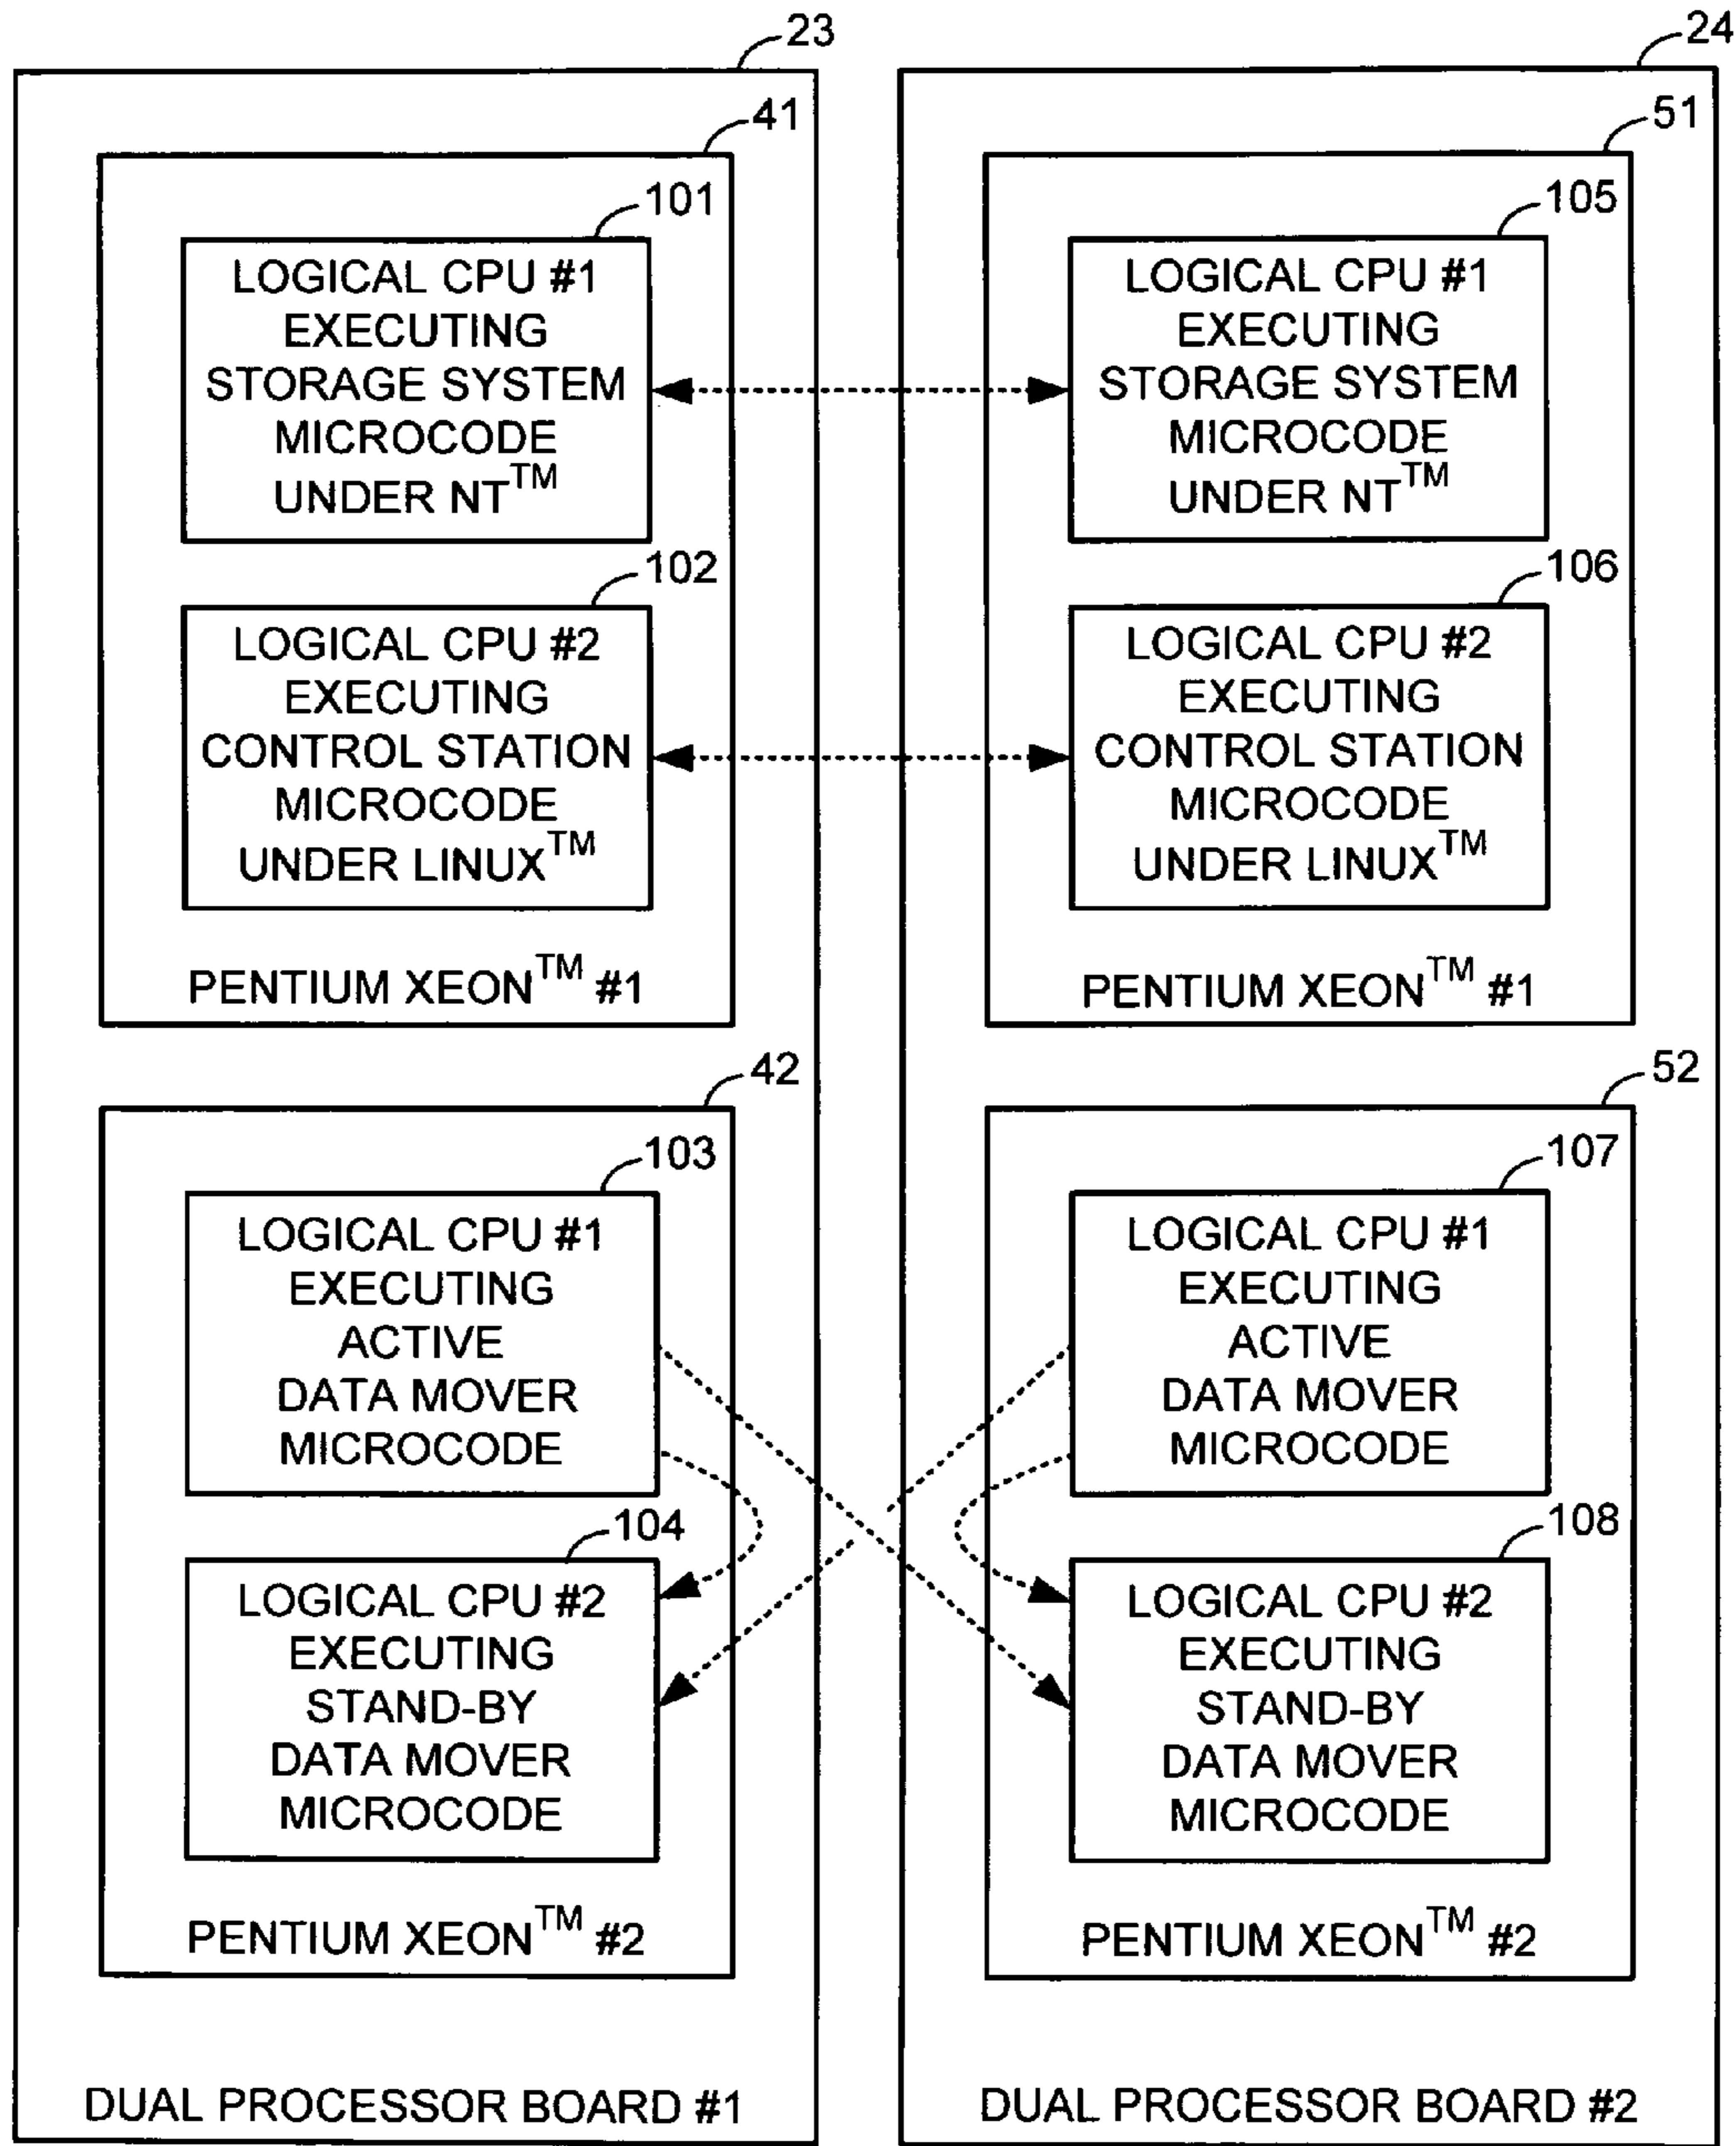 23
41
101
LOGICAL CPU #1
EXECUTING
STORAGE SYSTEM
MICROCODE
UNDER NT™
102
LOGICAL CPU #2
EXECUTING
CONTROL STATION
MICROCODE
UNDER LINUX™
PENTIUM XEON™ #1
42
103
LOGICAL CPU #1
EXECUTING
ACTIVE
DATA MOVER
MICROCODE
104
LOGICAL CPU #2
EXECUTING
STAND-BY
DATA MOVER
MICROCODE
PENTIUM XEON™ #2
DUAL PROCESSOR BOARD #1
24
51
105
LOGICAL CPU #1
EXECUTING
STORAGE SYSTEM
MICROCODE
UNDER NT™
106
LOGICAL CPU #2
EXECUTING
CONTROL STATION
MICROCODE
UNDER LINUX™
PENTIUM XEON™ #1
52
107
LOGICAL CPU #1
EXECUTING
ACTIVE
DATA MOVER
MICROCODE
108
LOGICAL CPU #2
EXECUTING
STAND-BY
DATA MOVER
MICROCODE
PENTIUM XEON™ #2
DUAL PROCESSOR BOARD #2